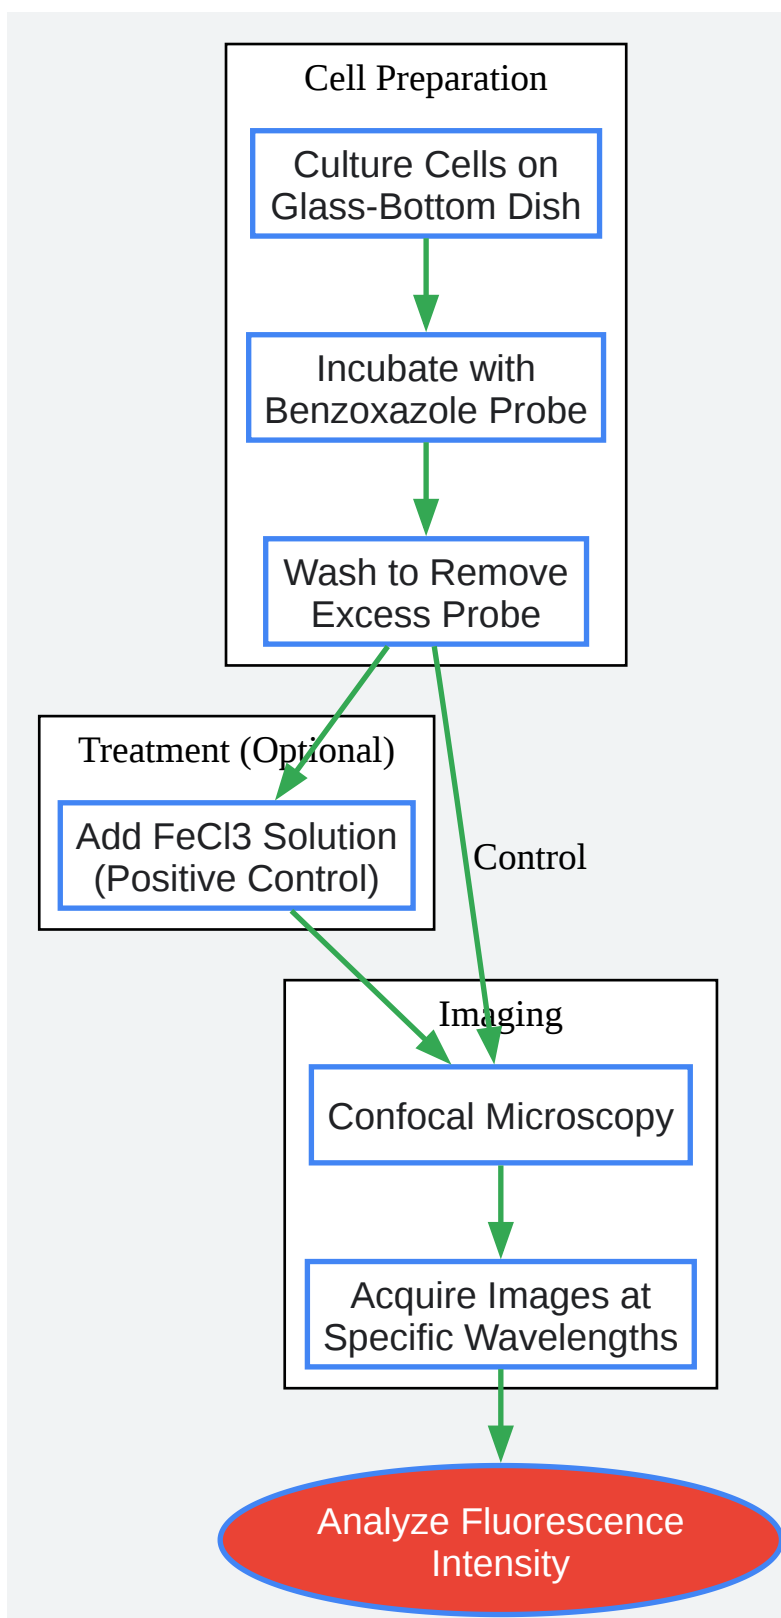 Cell Preparation
Culture Cells on
Glass-Bottom Dish
Incubate with
Benzoxazole Probe
Wash to Remove
Excess Probe
Treatment (Optional)
Add FeCl3 Solution
(Positive Control)
Control
Imaging
Confocal Microscopy
Acquire Images at
Specific Wavelengths
Analyze Fluorescence
Intensity